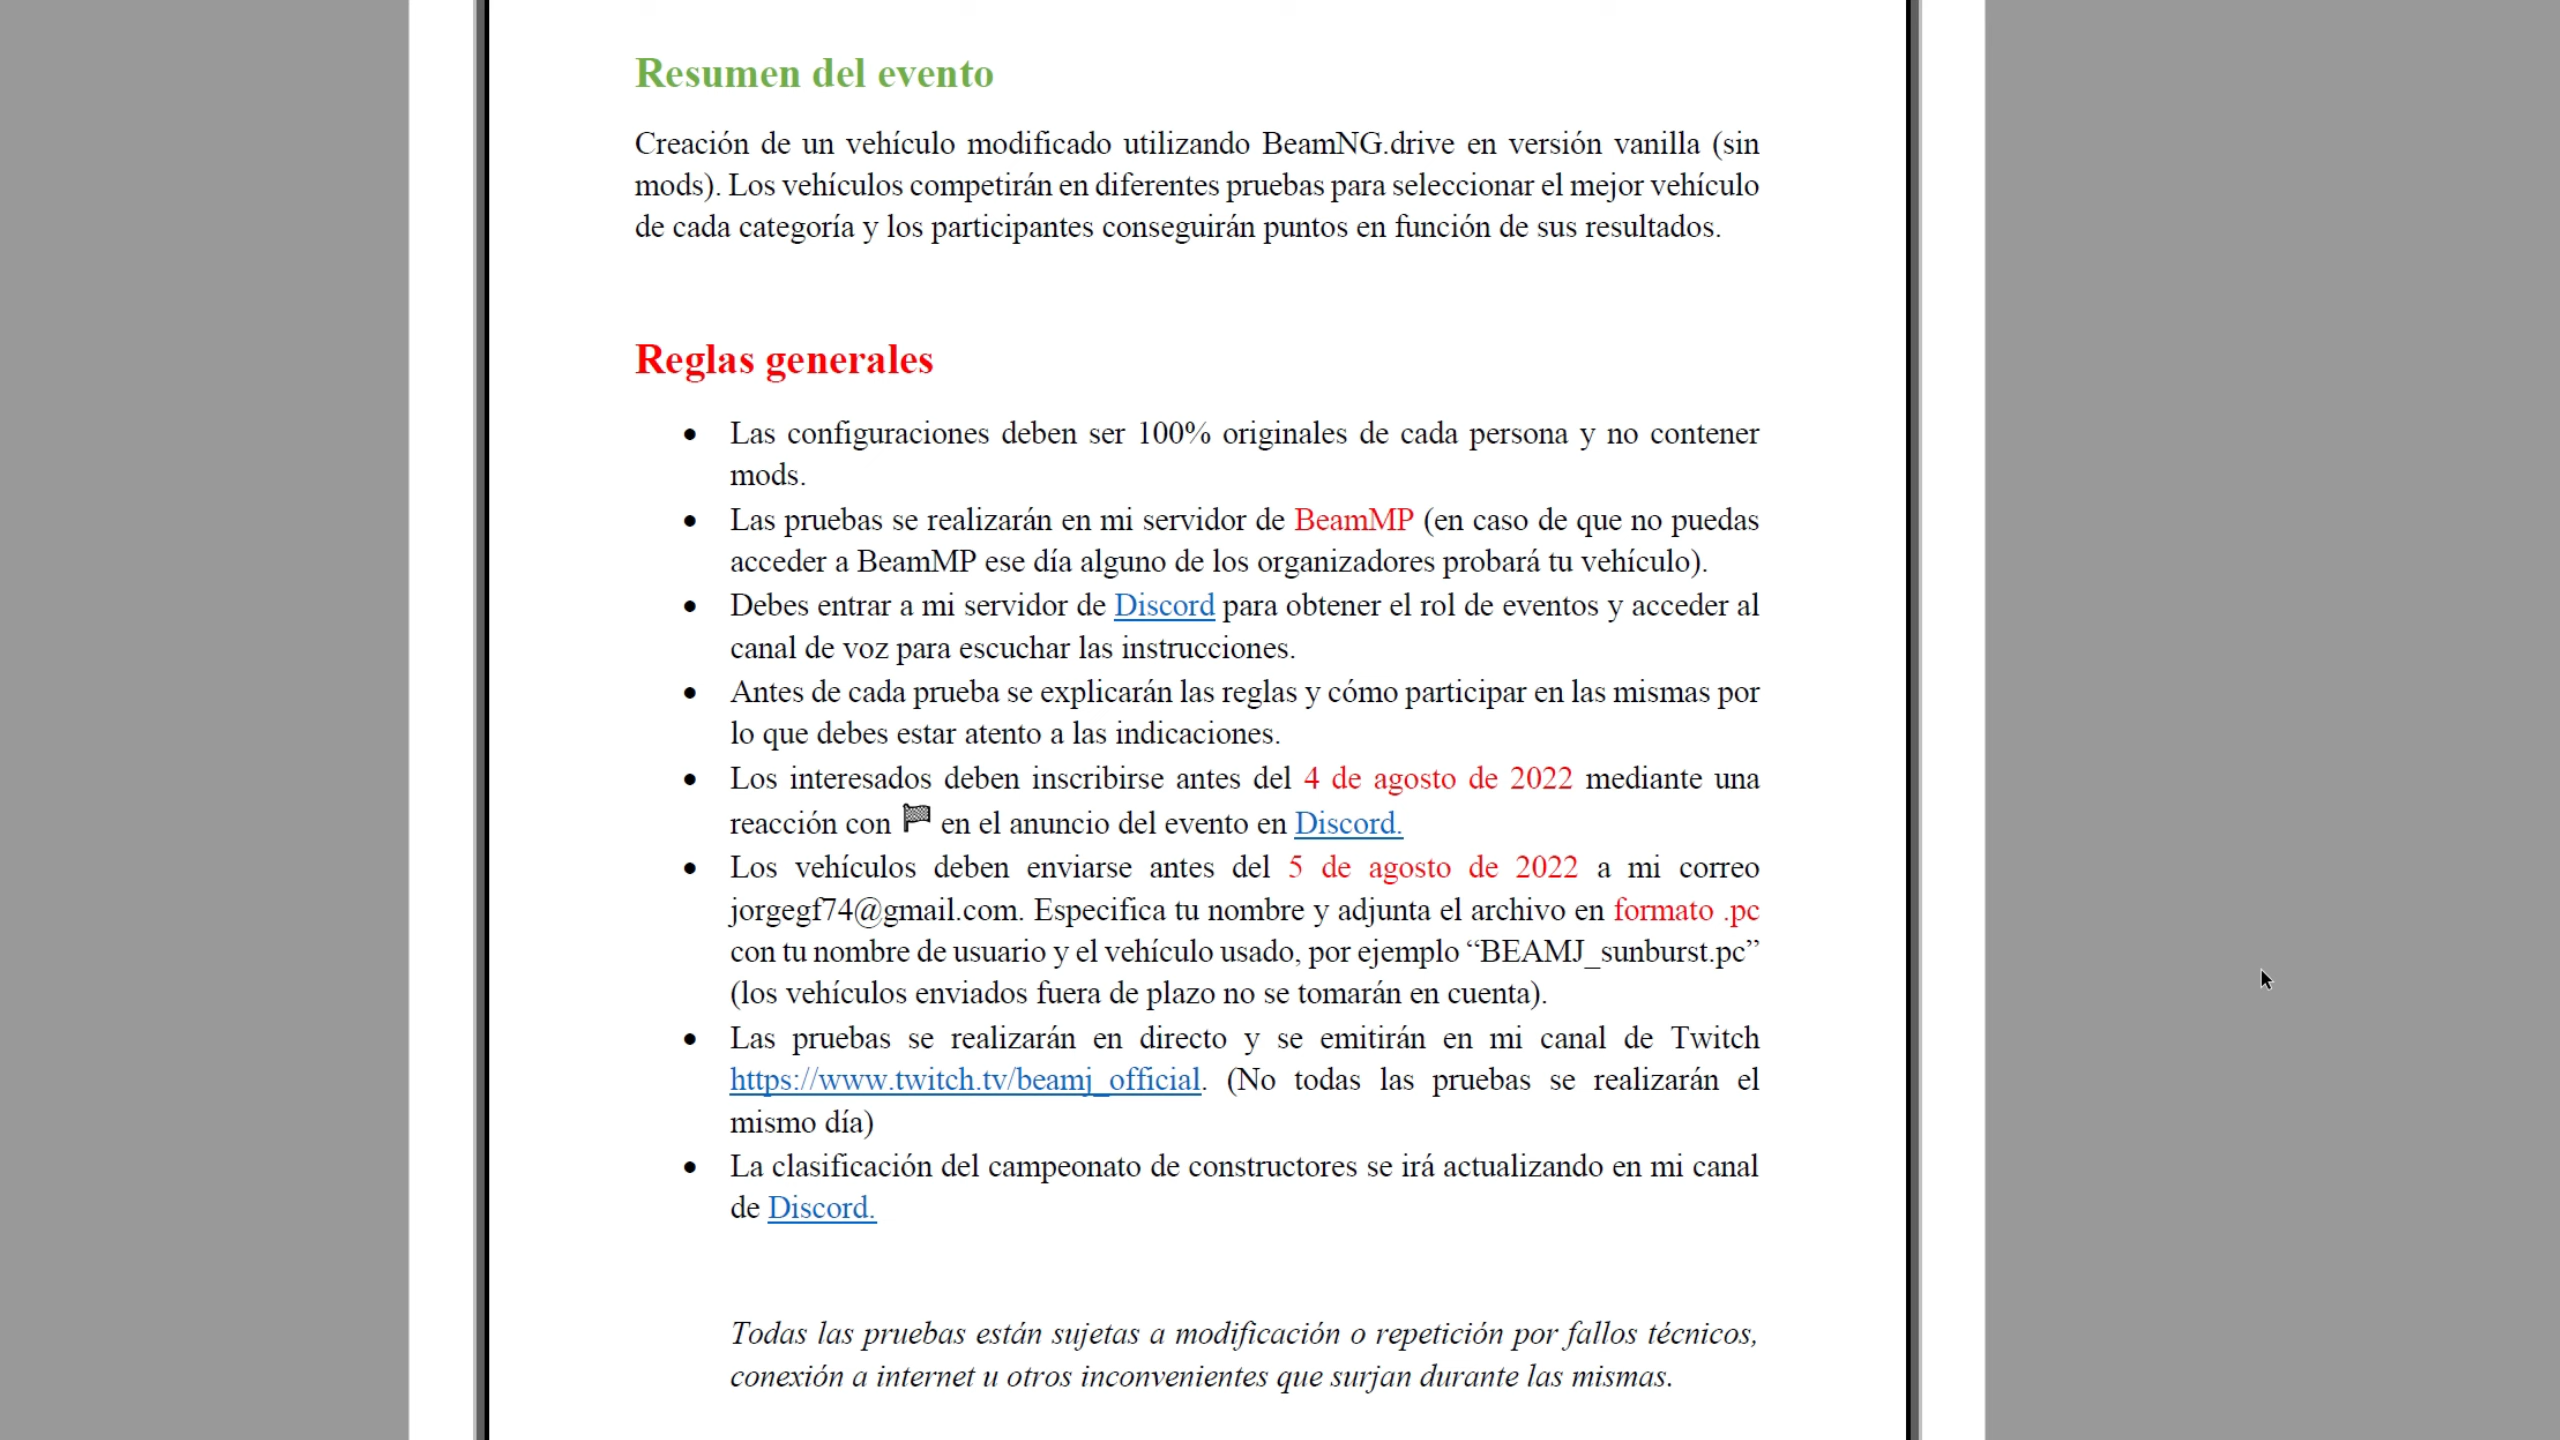 Resumen del evento
Creación de un vehículo modificado utilizando BeamNG.drive en versión vanilla (sin
mods). Los vehículos competirán en diferentes pruebas para seleccionar el mejor vehículo
de cada categoría y los participantes conseguirán puntos en función de sus resultados.
Reglas generales
• Las configuraciones deben ser 100% originales de cada persona y no contener
mods.
• Las pruebas se realizarán en mi servidor de BeamMP (en caso de que no puedas
acceder a BeamMP ese día alguno de los organizadores probará tu vehículo).
• Debes entrar a mi servidor de Discord para obtener el rol de eventos y acceder al
canal de voz para escuchar las instrucciones.
• Antes de cada prueba se explicarán las reglas y cómo participar en las mismas por
lo que debes estar atento a las indicaciones.
• Los interesados deben inscribirse antes del 4 de agosto de 2022 mediante una
reacción con 🏁 en el anuncio del evento en Discord.
• Los vehículos deben enviarse antes del 5 de agosto de 2022 a mi correo
jorgegf74@gmail.com. Especifica tu nombre y adjunta el archivo en formato .pc
con tu nombre de usuario y el vehículo usado, por ejemplo “BEAMJ_sunburst.pc”
(los vehículos enviados fuera de plazo no se tomarán en cuenta).
• Las pruebas se realizarán en directo y se emitirán en mi canal de Twitch
https://www.twitch.tv/beamj_official. (No todas las pruebas se realizarán el
mismo día)
• La clasificación del campeonato de constructores se irá actualizando en mi canal
de Discord.
Todas las pruebas están sujetas a modificación o repetición por fallos técnicos,
conexión a internet u otros inconvenientes que surjan durante las mismas.